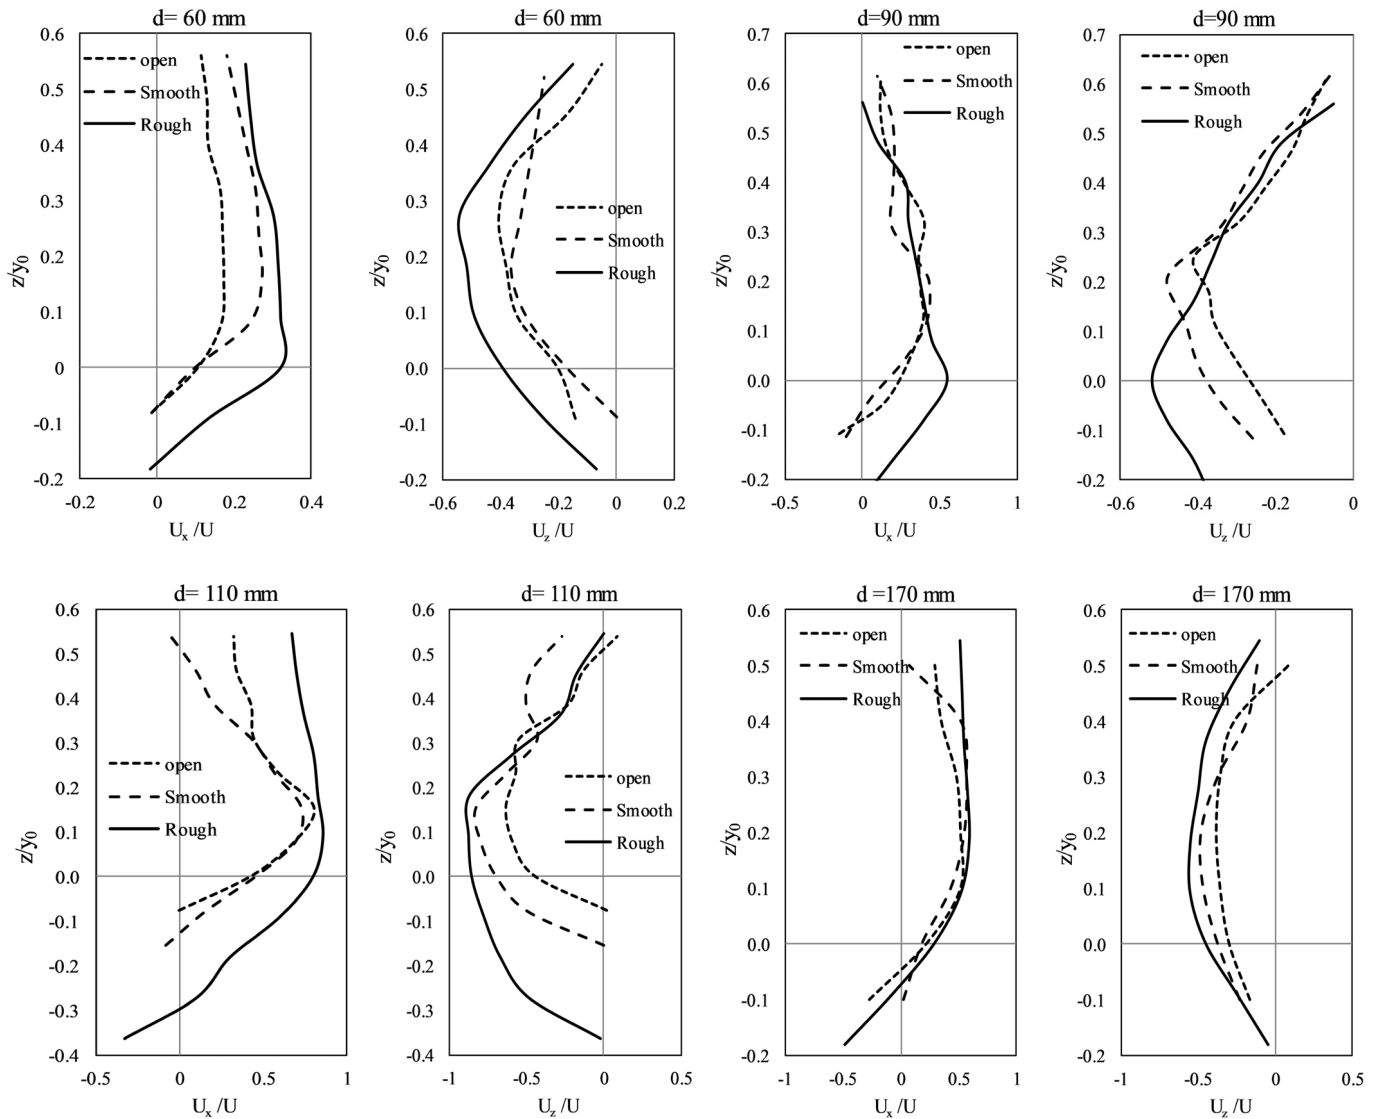 d= 60 mm
0.6
0.5
0.4
0.3
0.2
0.1
0
-0.1
-0.2
z/y0
open
Smooth
Rough
-0.2 0 0.2 0.4
Ux /U
d= 60 mm
0.6
0.5
0.4
0.3
0.2
0.1
0.0
-0.1
-0.2
z/y0
open
Smooth
Rough
-0.6 -0.4 -0.2 0 0.2
Uz /U
d=90 mm
0.7
0.6
0.5
0.4
0.3
0.2
0.1
0.0
-0.1
-0.2
z/y0
open
Smooth
Rough
-0.5 0 0.5 1
Ux /U
d=90 mm
0.7
0.6
0.5
0.4
0.3
0.2
0.1
0.0
-0.1
-0.2
z/y0
open
Smooth
Rough
-0.6 -0.4 -0.2 0
Uz /U
d= 110 mm
0.6
0.5
0.4
0.3
0.2
0.1
0.0
-0.1
-0.2
-0.3
-0.4
z/y0
open
Smooth
Rough
-0.5 0 0.5 1
Ux /U
d= 110 mm
0.6
0.5
0.4
0.3
0.2
0.1
0.0
-0.1
-0.2
-0.3
-0.4
z/y0
open
Smooth
Rough
-1 -0.5 0 0.5
Uz /U
d =170 mm
0.6
0.5
0.4
0.3
0.2
0.1
0.0
-0.1
-0.2
z/y0
open
Smooth
Rough
-1 -0.5 0 0.5 1
Ux /U
d= 170 mm
0.6
0.5
0.4
0.3
0.2
0.1
0.0
-0.1
-0.2
z/y0
open
Smooth
Rough
-1 -0.5 0 0.5
Uz /U